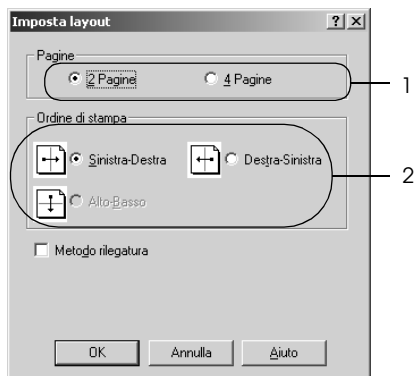 Imposta layout
Pagine
2 Pagine
4 Pagine
1
Ordine di stampa
Sinistra-Destra
Destra-Sinistra
2
Alto-Basso
Metodo rilegatura
OK
Annulla
Aiuto